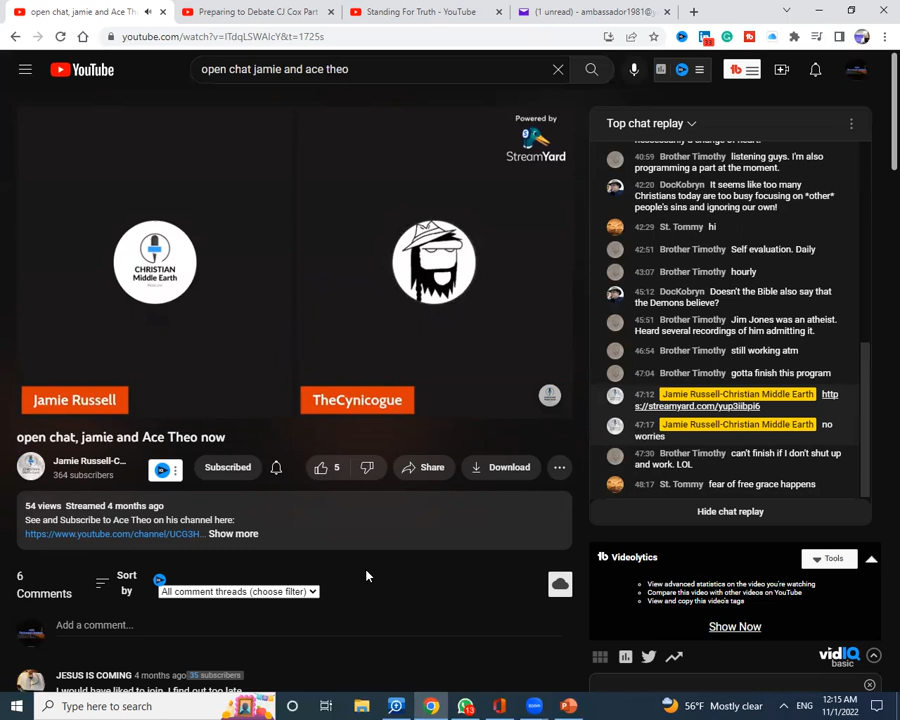 open chat, jamie and Ace Th
Preparing to Debate CJ Cox Part
Standing For Truth - YouTube
(1 unread) - ambassador1981@y
youtube.com/watch?v=lTdqLSWAlcY&t=1725s
YouTube
open chat jamie and ace theo
Powered by
StreamYard
CHRISTIAN
Middle Earth
Jamie Russell
TheCynicogue
open chat, jamie and Ace Theo now
Jamie Russell-C...
364 subscribers
Subscribed
5
Share
Download
54 views Streamed 4 months ago
See and Subscribe to Ace Theo on his channel here:
https://www.youtube.com/channel/UCG3H... Show more
6
Comments
Sort
by
All comment threads (choose filter)
Add a comment...
JESUS IS COMING 4 months ago 35 subscribers
I would have liked to join. I find out too late
Top chat replay
nessessarily a change of heart.
40:59 Brother Timothy listening guys. I'm also
programming a part at the moment.
42:20 DocKobryn It seems like too many
Christians today are too busy focusing on *other*
people's sins and ignoring our own!
42:29 St. Tommy hi
42:51 Brother Timothy Self evaluation. Daily
43:07 Brother Timothy hourly
45:12 DocKobryn Doesn't the Bible also say that
the Demons believe?
45:51 Brother Timothy Jim Jones was an atheist.
Heard several recordings of him admitting it.
46:54 Brother Timothy still working atm
47:04 Brother Timothy gotta finish this program
47:12 Jamie Russell-Christian Middle Earth http
s://streamyard.com/yup3iibpi6
47:17 Jamie Russell-Christian Middle Earth no
worries
47:30 Brother Timothy can't finish if I don't shut up
and work. LOL
48:17 St. Tommy fear of free grace happens
Hide chat replay
Videolytics
Tools
View advanced statistics on the video you're watching
Compare this video with other videos on YouTube
View and copy this video's tags
Show Now
vidIQ
basic
Type here to search
13
56°F Mostly clear
12:15 AM
11/1/2022